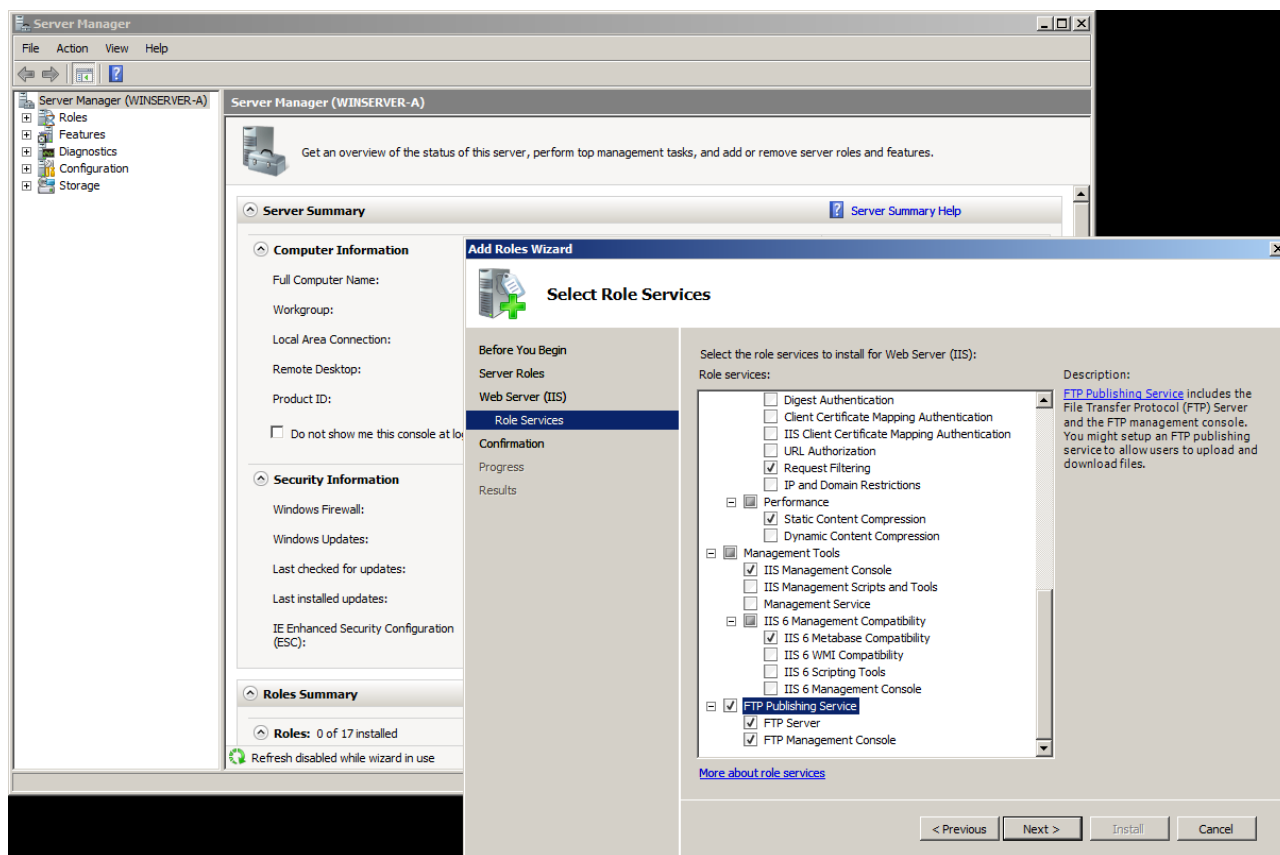 Server Manager
File Action View Help
Server Manager (WINSERVER-A)
Roles
Features
Diagnostics
Configuration
Storage
Server Manager (WINSERVER-A)
Get an overview of the status of this server, perform top management tasks, and add or remove server roles and features.
Server Summary
Server Summary Help
Computer Information
Full Computer Name:
Workgroup:
Local Area Connection:
Remote Desktop:
Product ID:
Do not show me this console at
Security Information
Windows Firewall:
Windows Updates:
Last checked for updates:
Last installed updates:
IE Enhanced Security Configuration
(ESC):
Roles Summary
Roles: 0 of 17 installed
Refresh disabled while wizard in use
Add Roles Wizard
Select Role Services
Before You Begin
Server Roles
Web Server (IIS)
Role Services
Confirmation
Progress
Results
Select the role services to install for Web Server (IIS):
Role services:
Digest Authentication
Client Certificate Mapping Authentication
IIS Client Certificate Mapping Authentication
URL Authorization
Request Filtering
IP and Domain Restrictions
Performance
Static Content Compression
Dynamic Content Compression
Management Tools
IIS Management Console
IIS Management Scripts and Tools
Management Service
IIS 6 Management Compatibility
IIS 6 Metabase Compatibility
IIS 6 WMI Compatibility
IIS 6 Scripting Tools
IIS 6 Management Console
FTP Publishing Service
FTP Server
FTP Management Console
More about role services
Description:
FTP Publishing Service includes the
File Transfer Protocol (FTP) Server
and the FTP management console.
You might setup an FTP publishing
service to allow users to upload and
download files.
< Previous
Next >
Install
Cancel